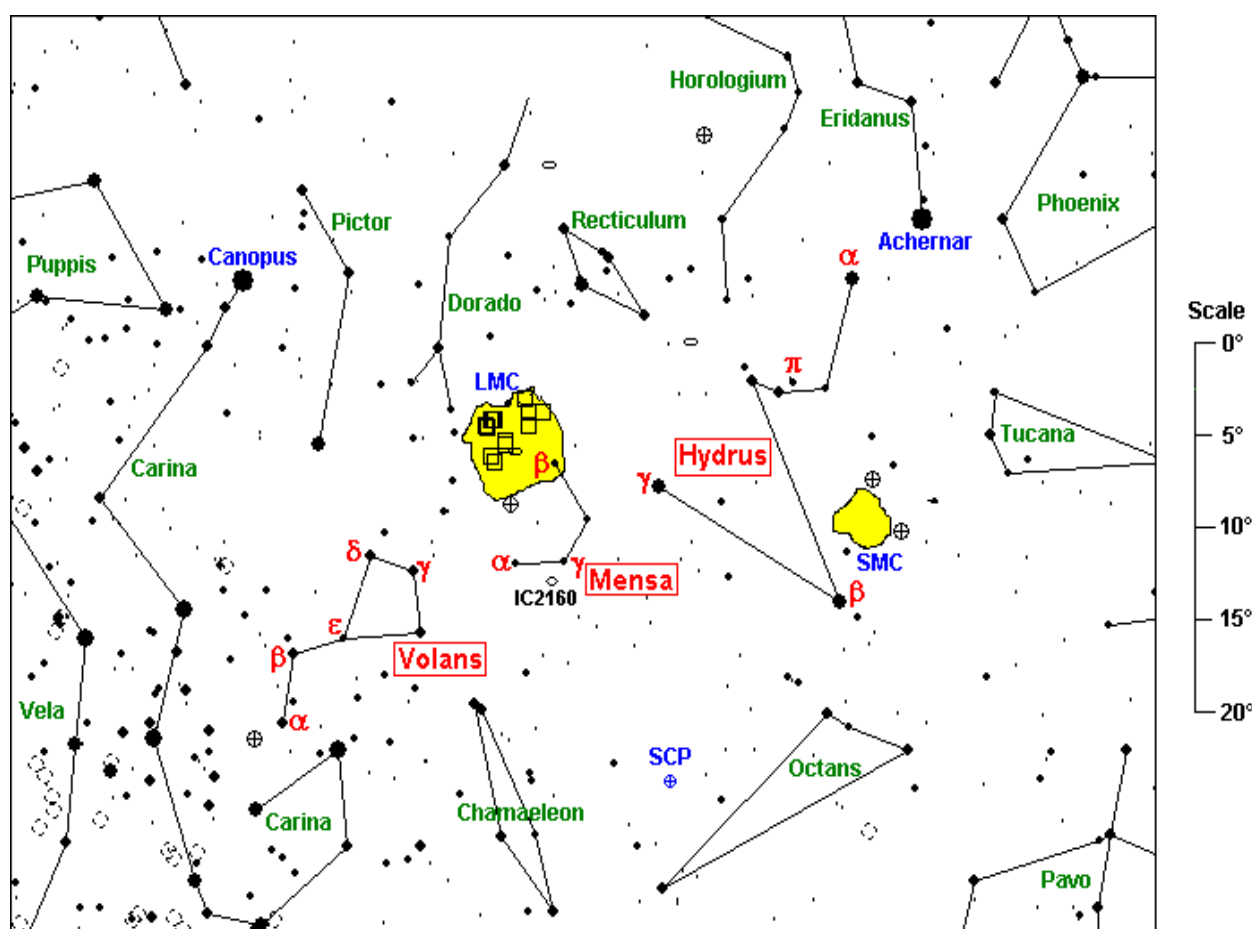 Horologium
Eridanus
Phoenix
Pictor
Recticulum
Achernar
Puppis
Canopus
α
Dorado
Scale
0°
π
LMC
5°
Tucana
Carina
Hydrus
β
γ
10°
δ
γ
α
γ
Mensa
SMC
IC2160
β
15°
ε
β
Volans
Vela
α
20°
SCP
Octans
Carina
Chamaeleon
Pavo